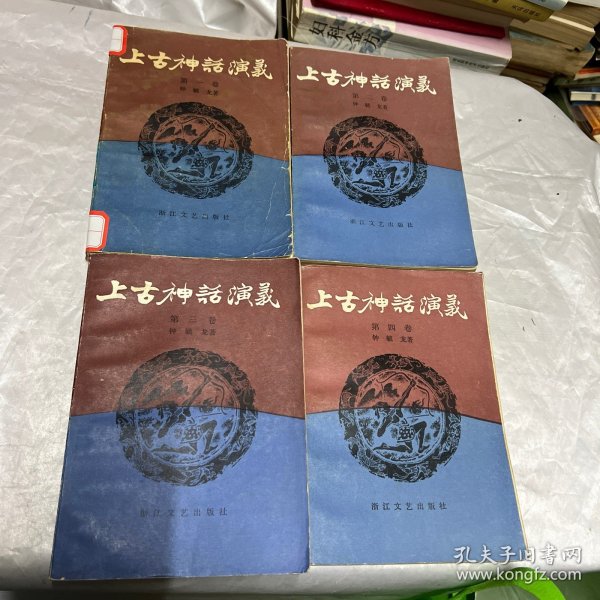 妇科金方
上古神話演義
第一卷
钟毓龙著
浙江文艺出版社
上古神話演義
第二卷
钟毓龙著
浙江文艺出版社
上古神話演義
第三卷
钟毓龙著
浙江文艺出版社
上古神話演義
第四卷
钟毓龙著
浙江文艺出版社
孔夫子旧书网
www.kongfz.com